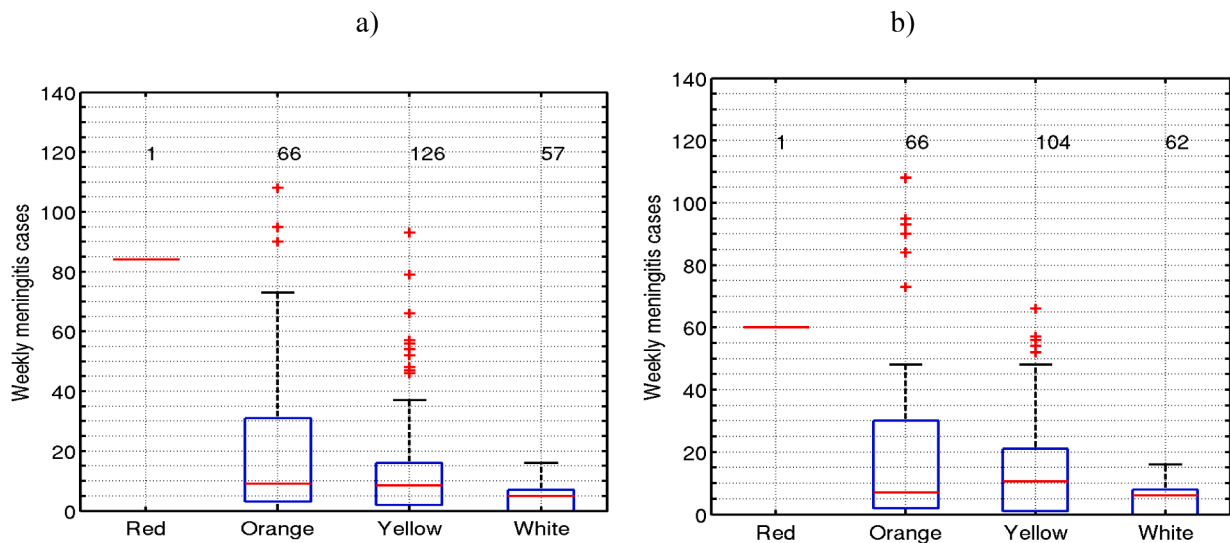 a)
140
120
100
80
60
40
20
0
Weekly meningitis cases
1 66 126 57
Red Orange Yellow White
b)
140
120
100
80
60
40
20
0
Weekly meningitis cases
1 66 104 62
Red Orange Yellow White